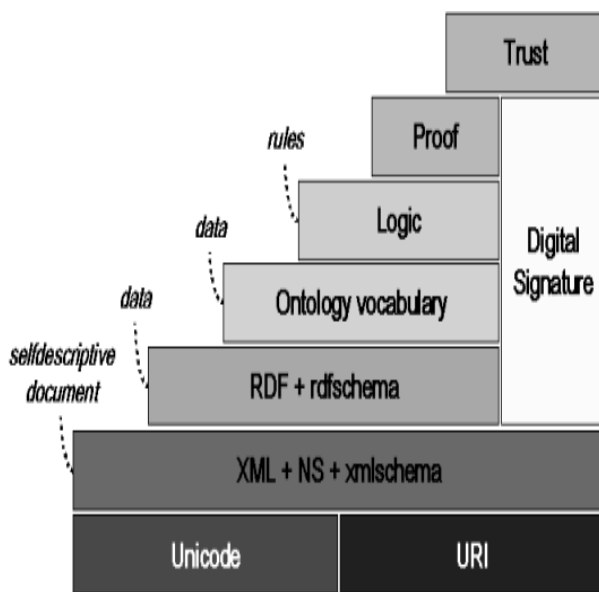 Trust
Proof
rules
Logic
data
Digital
Signature
Ontology vocabulary
data
RDF + rdfschema
selfdescriptive
document
XML + NS + xmlschema
Unicode
URI